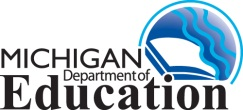 MICHIGAN
Department of
Education